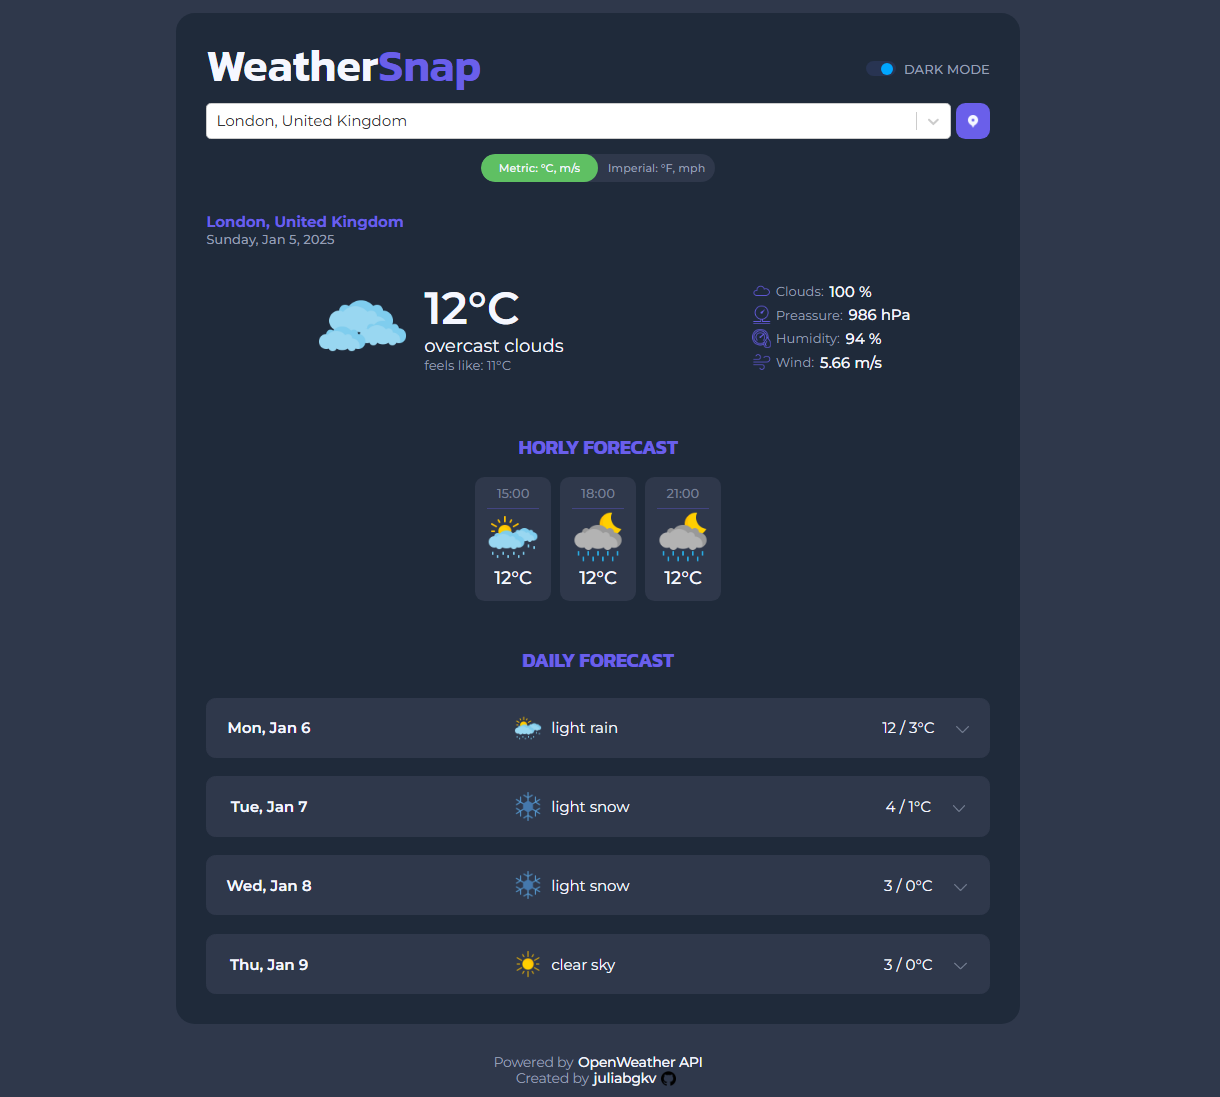 WeatherSnap
DARK MODE
London, United Kingdom
Metric: °C, m/s
Imperial: °F, mph
London, United Kingdom
Sunday, Jan 5, 2025
12°C
overcast clouds
feels like: 11°C
Clouds: 100 %
Preassure: 986 hPa
Humidity: 94 %
Wind: 5.66 m/s
HORLY FORECAST
15:00
12°C
18:00
12°C
21:00
12°C
DAILY FORECAST
Mon, Jan 6 light rain 12 / 3°C
Tue, Jan 7 light snow 4 / 1°C
Wed, Jan 8 light snow 3 / 0°C
Thu, Jan 9 clear sky 3 / 0°C
Powered by OpenWeather API
Created by juliabgkv